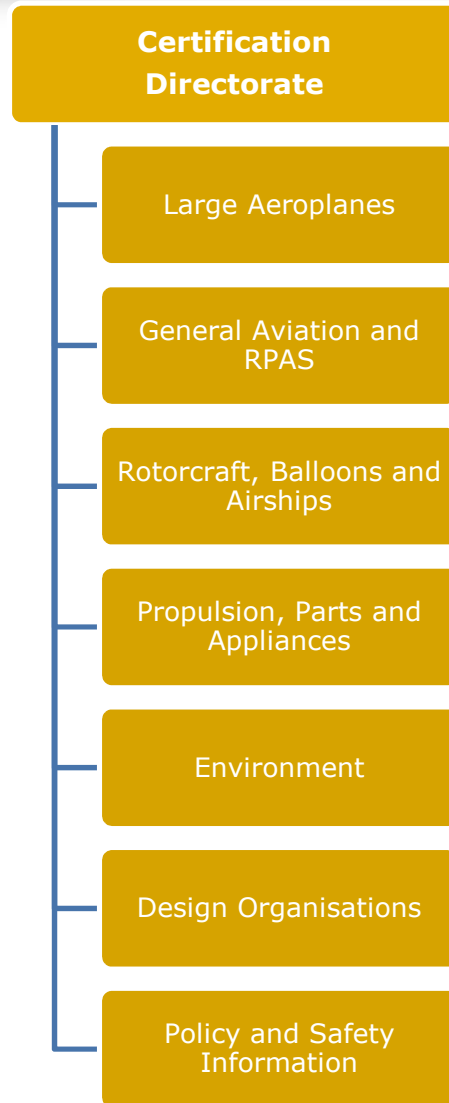 Certification
Directorate
Large Aeroplanes
General Aviation and
RPAS
Rotorcraft, Balloons and
Airships
Propulsion, Parts and
Appliances
Environment
Design Organisations
Policy and Safety
Information